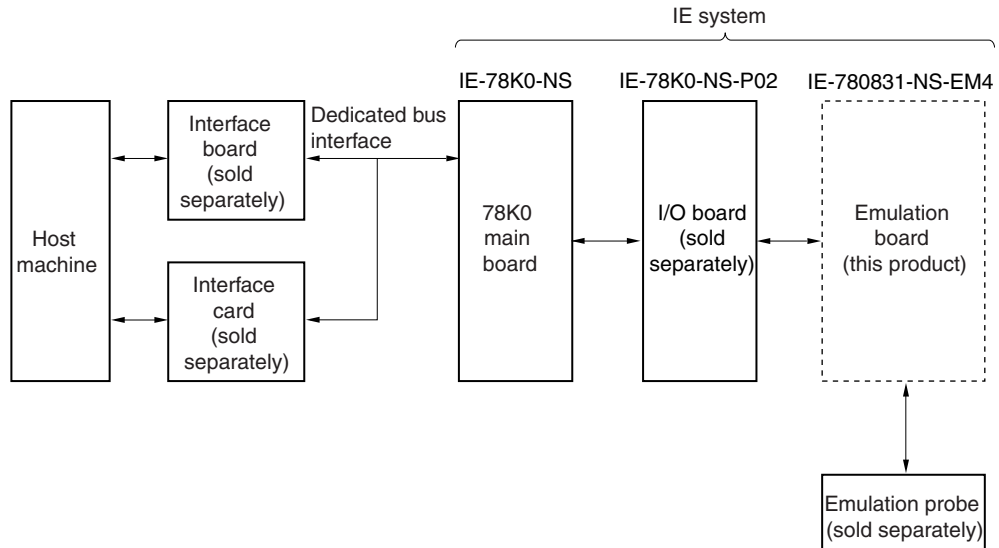 IE system
IE-78K0-NS
IE-78K0-NS-P02
IE-780831-NS-EM4
Host
machine
Interface
board
(sold
separately)
Interface
card
(sold
separately)
Dedicated bus
interface
78K0
main
board
I/O board
(sold
separately)
Emulation
board
(this product)
Emulation probe
(sold separately)